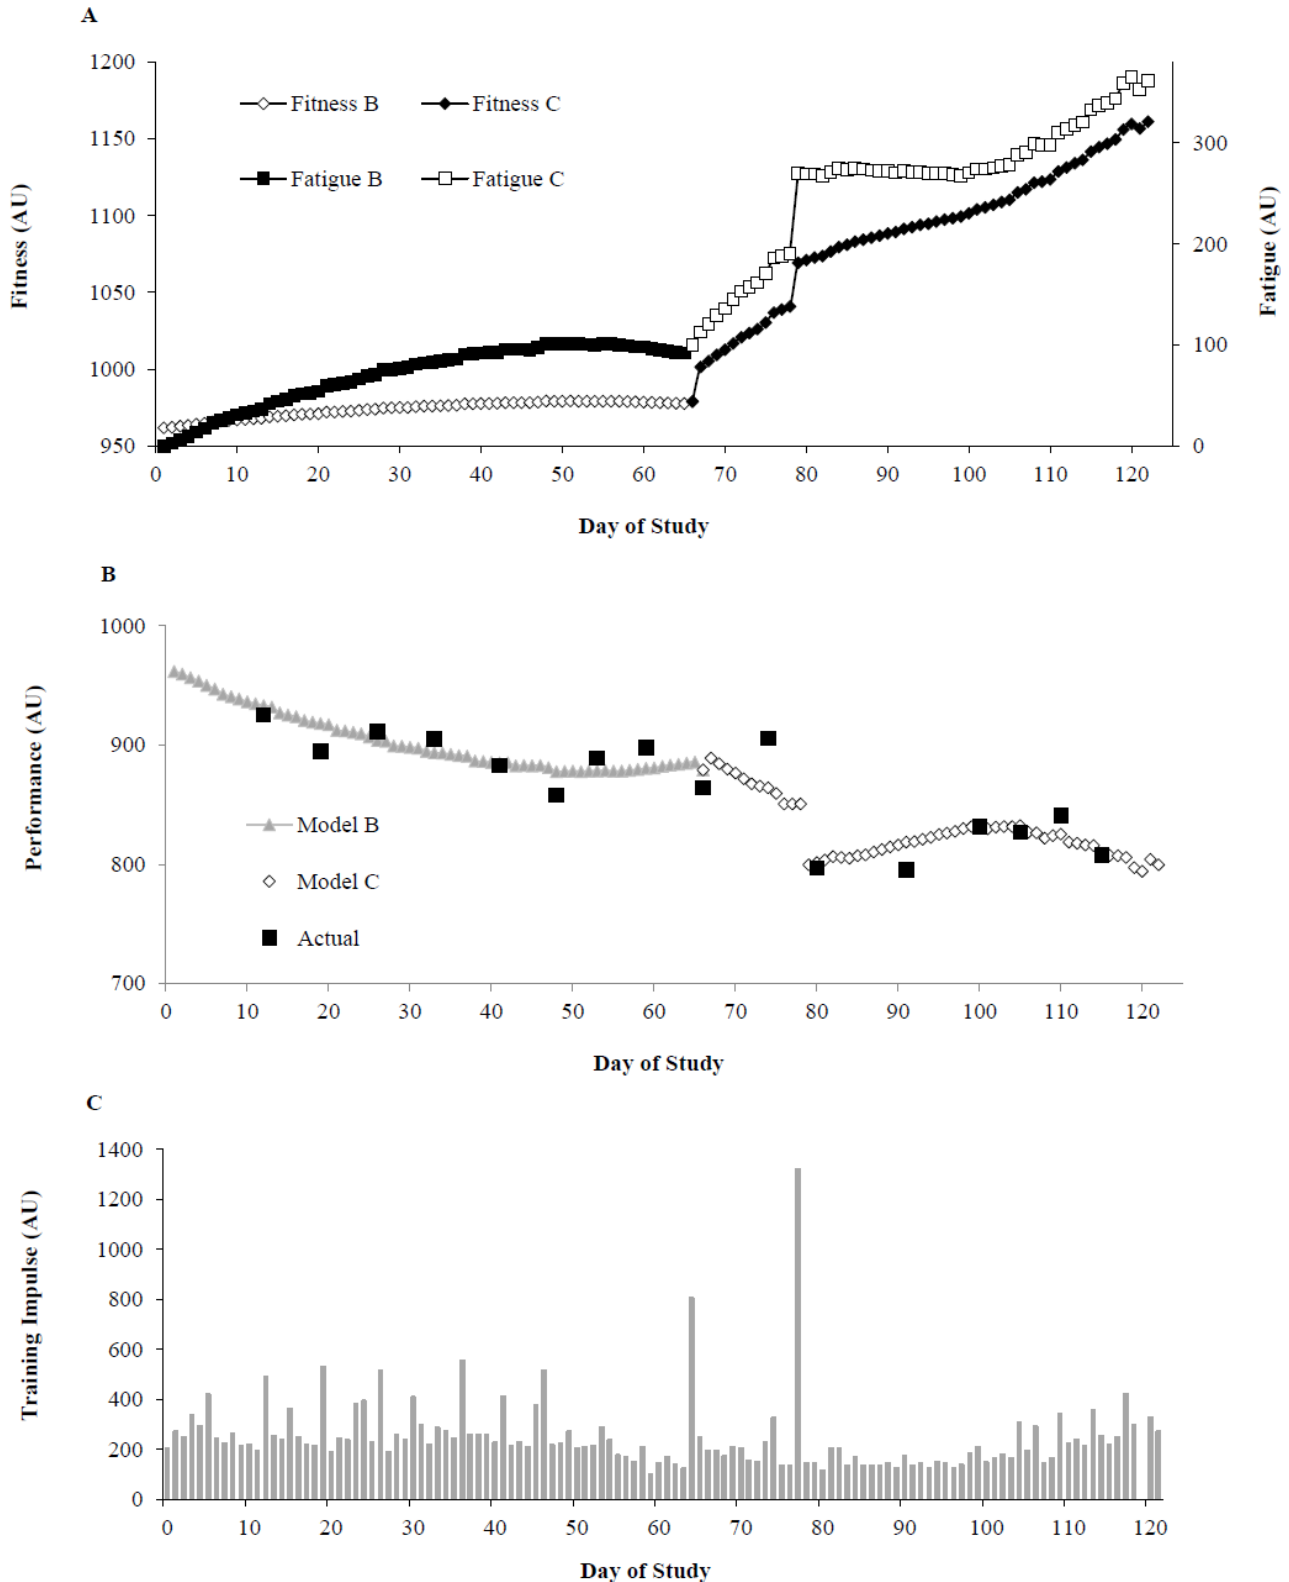 A
1200
1150
1100
1050
1000
950
300
200
100
0
Fitness (AU)
Fatigue (AU)
Fitness B
Fitness C
Fatigue B
Fatigue C
0 10 20 30 40 50 60 70 80 90 100 110 120
Day of Study
B
1000
900
800
700
Performance (AU)
Model B
Model C
Actual
0 10 20 30 40 50 60 70 80 90 100 110 120
Day of Study
C
1400
1200
1000
800
600
400
200
0
Training Impulse (AU)
0 10 20 30 40 50 60 70 80 90 100 110 120
Day of Study